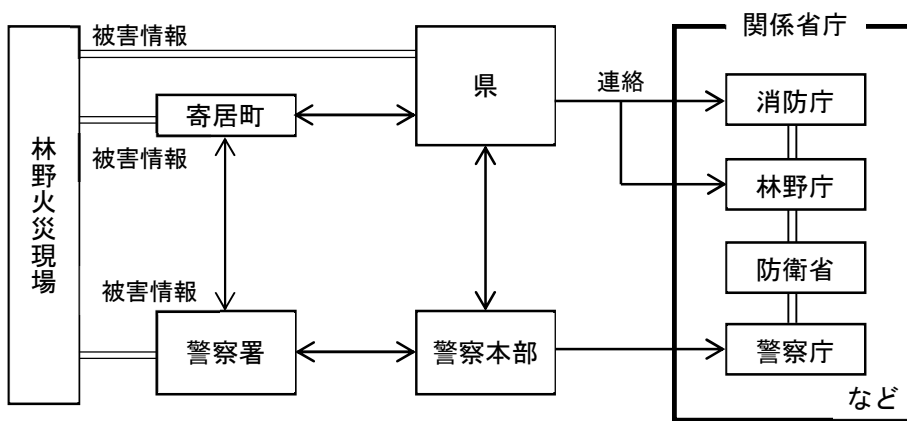 関係省庁
被害情報
県
連絡
消防庁
寄居町
被害情報
林野火災現場
林野庁
防衛省
被害情報
警察署
警察本部
警察庁
など